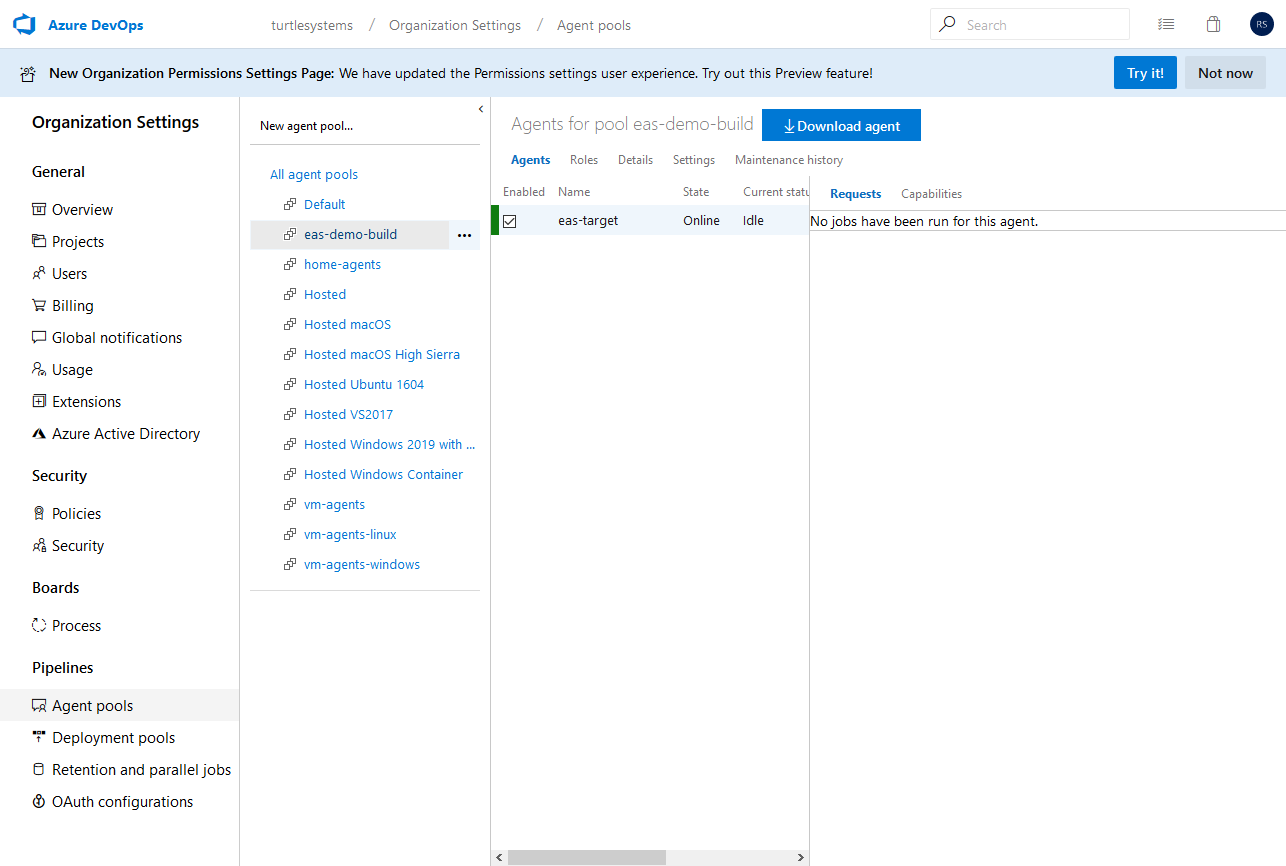 Azure DevOps
turtlesystems / Organization Settings / Agent pools
Search
RS
New Organization Permissions Settings Page: We have updated the Permissions settings user experience. Try out this Preview feature!
Try it!
Not now
Organization Settings
General
Overview
Projects
Users
Billing
Global notifications
Usage
Extensions
Azure Active Directory
Security
Policies
Security
Boards
Process
Pipelines
Agent pools
Deployment pools
Retention and parallel jobs
OAuth configurations
New agent pool...
All agent pools
Default
eas-demo-build
...
home-agents
Hosted
Hosted macOS
Hosted macOS High Sierra
Hosted Ubuntu 1604
Hosted VS2017
Hosted Windows 2019 with ...
Hosted Windows Container
vm-agents
vm-agents-linux
vm-agents-windows
Agents for pool eas-demo-build
Download agent
Agents Roles Details Settings Maintenance history
Enabled Name State Current statu
eas-target Online Idle
Requests Capabilities
No jobs have been run for this agent.